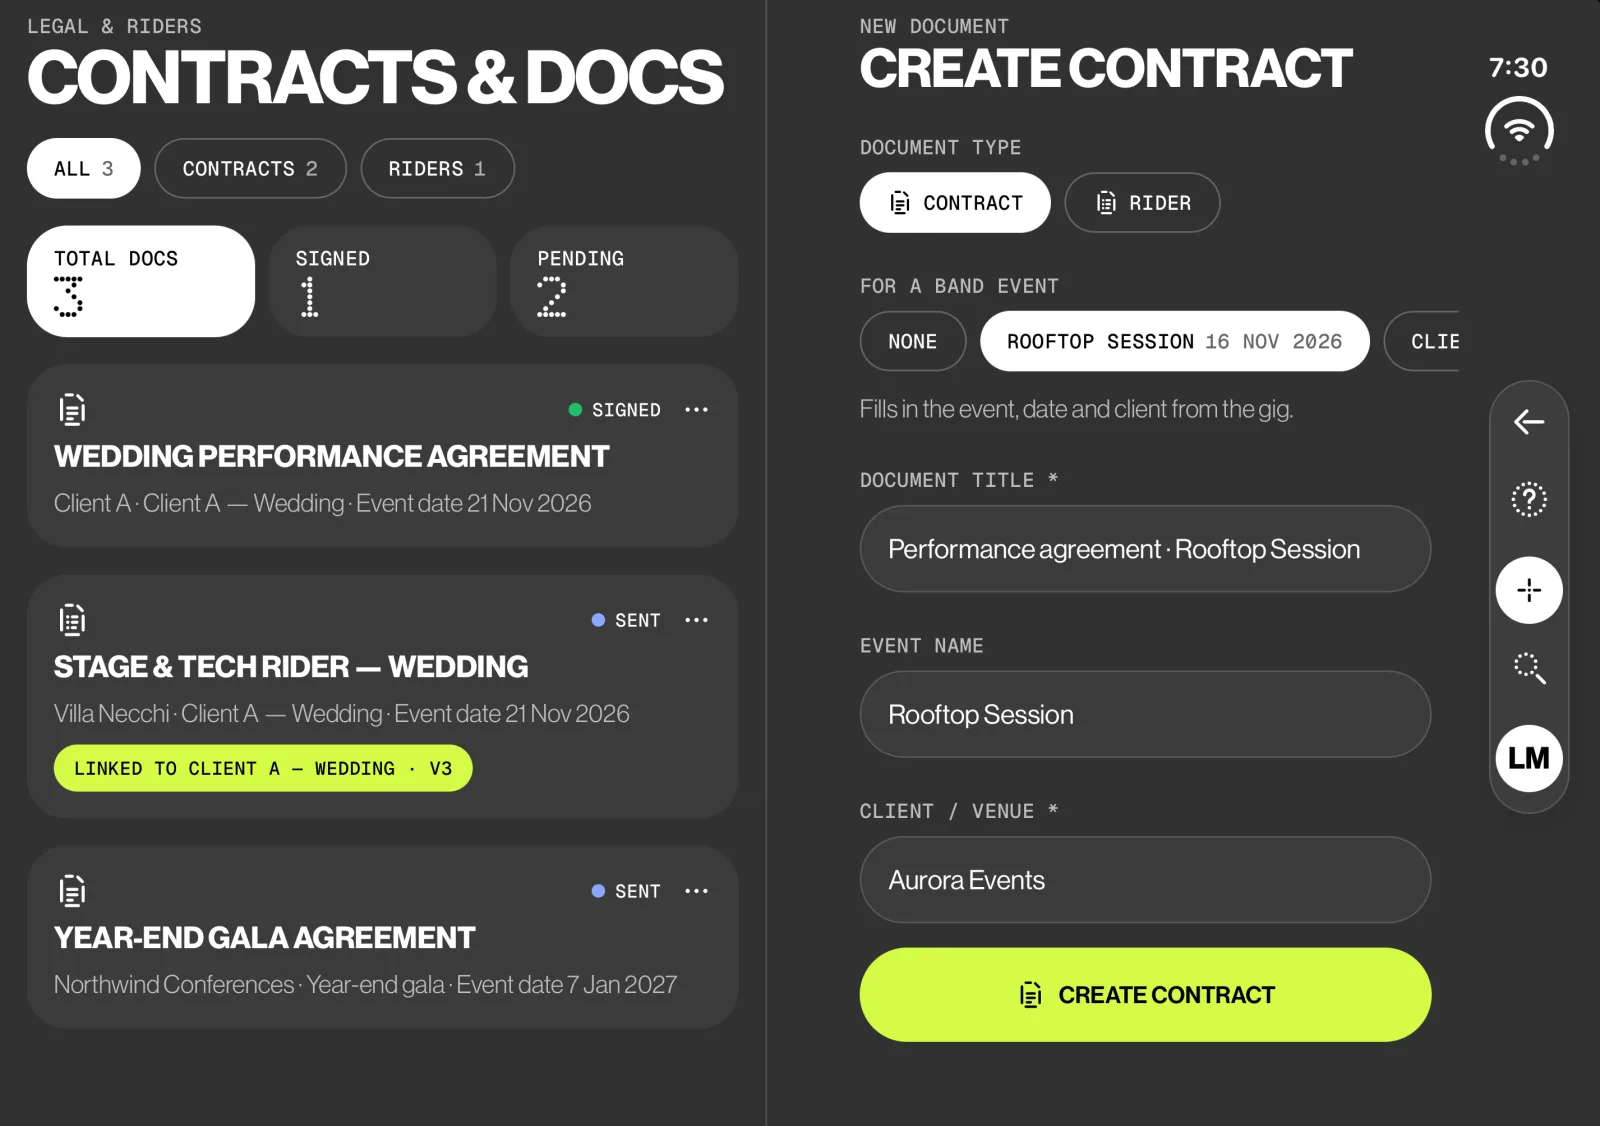 LEGAL & RIDERS
CONTRACTS & DOCS
ALL 3
CONTRACTS 2
RIDERS 1
TOTAL DOCS
3
SIGNED
1
PENDING
2
SIGNED
WEDDING PERFORMANCE AGREEMENT
Client A · Client A — Wedding · Event date 21 Nov 2026
SENT
STAGE & TECH RIDER — WEDDING
Villa Necchi · Client A — Wedding · Event date 21 Nov 2026
LINKED TO CLIENT A — WEDDING · V3
SENT
YEAR-END GALA AGREEMENT
Northwind Conferences · Year-end gala · Event date 7 Jan 2027
NEW DOCUMENT
CREATE CONTRACT
DOCUMENT TYPE
CONTRACT
RIDER
FOR A BAND EVENT
NONE
ROOFTOP SESSION 16 NOV 2026
CLIE
Fills in the event, date and client from the gig.
DOCUMENT TITLE *
Performance agreement · Rooftop Session
EVENT NAME
Rooftop Session
CLIENT / VENUE *
Aurora Events
CREATE CONTRACT
7:30
LM